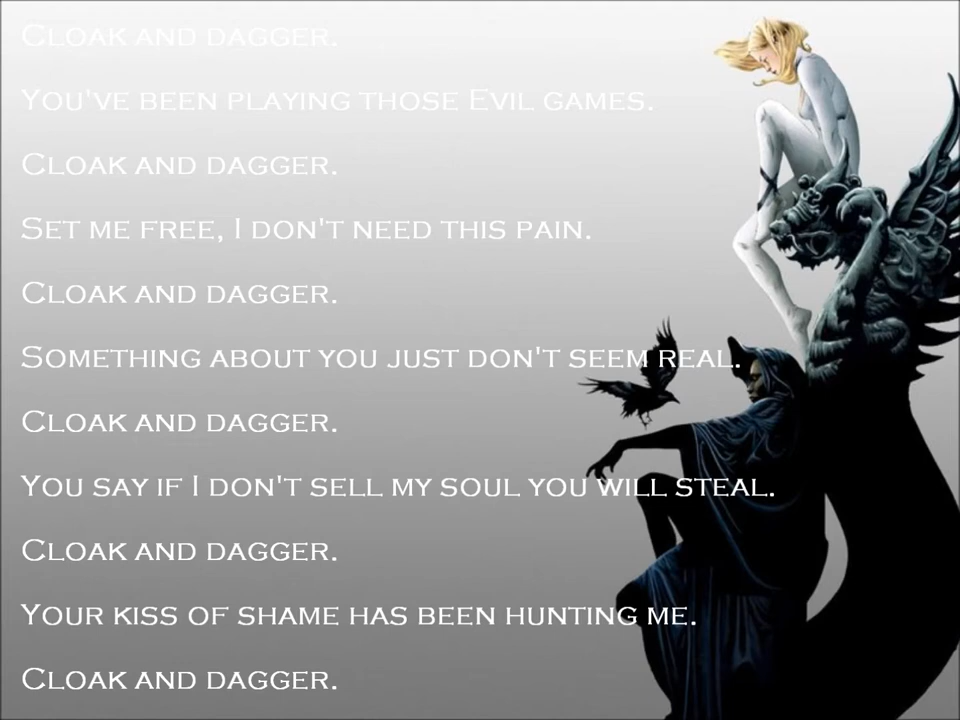 Cloak and dagger.
You've been playing those Evil games.
Cloak and dagger.
Set me free, I don't need this pain.
Cloak and dagger.
Something about you just don't seem real.
Cloak and dagger.
You say if I don't sell my soul you will steal.
Cloak and dagger.
Your kiss of shame has been hunting me.
Cloak and dagger.